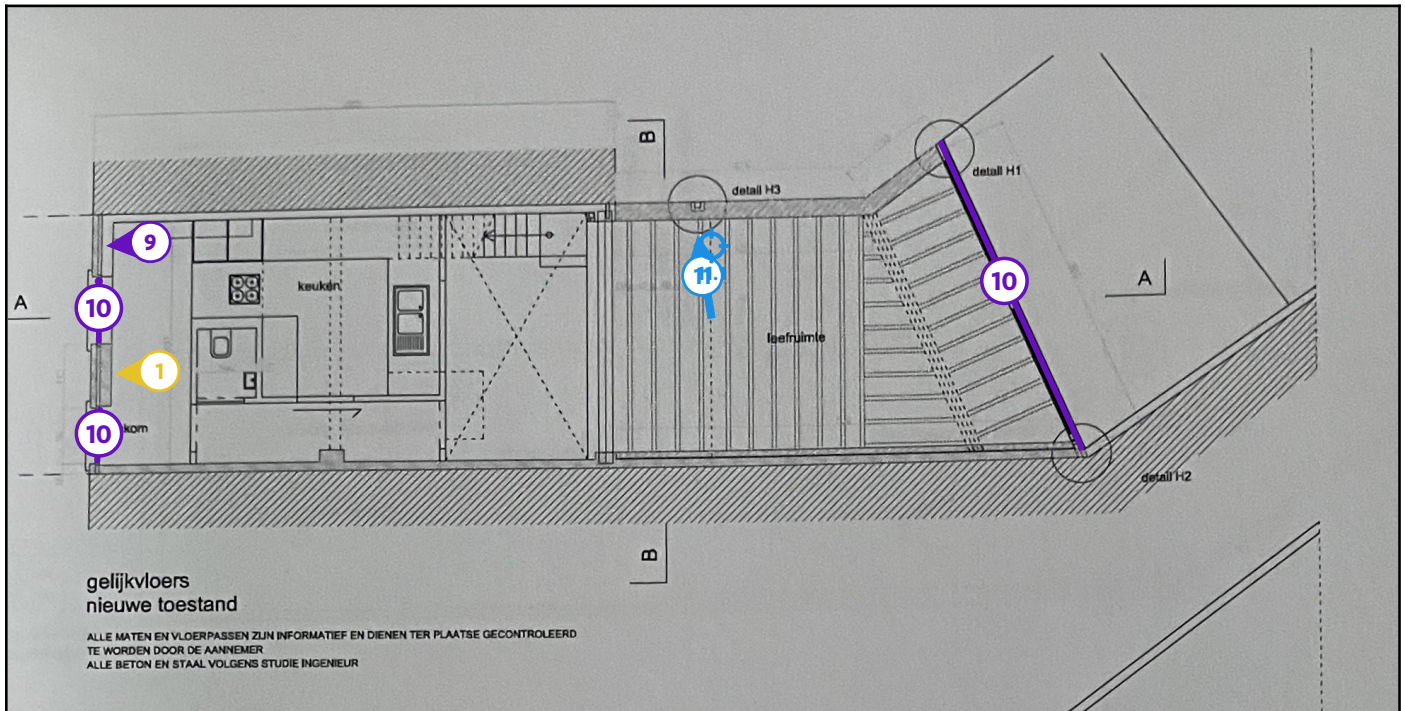 B
detail H3
detail H1
9
11.
10
A
A
10
keuken
leefruimte
1
10
kom
detail H2
B
gelijkvloers
nieuwe toestand
ALLE MATEN EN VLOERPASSEN ZIJN INFORMATIEF EN DIENEN TER PLAATSE GECONTROLEERD
TE WORDEN DOOR DE AANNEMER
ALLE BETON EN STAAL VOLGENS STUDIE INGENIEUR